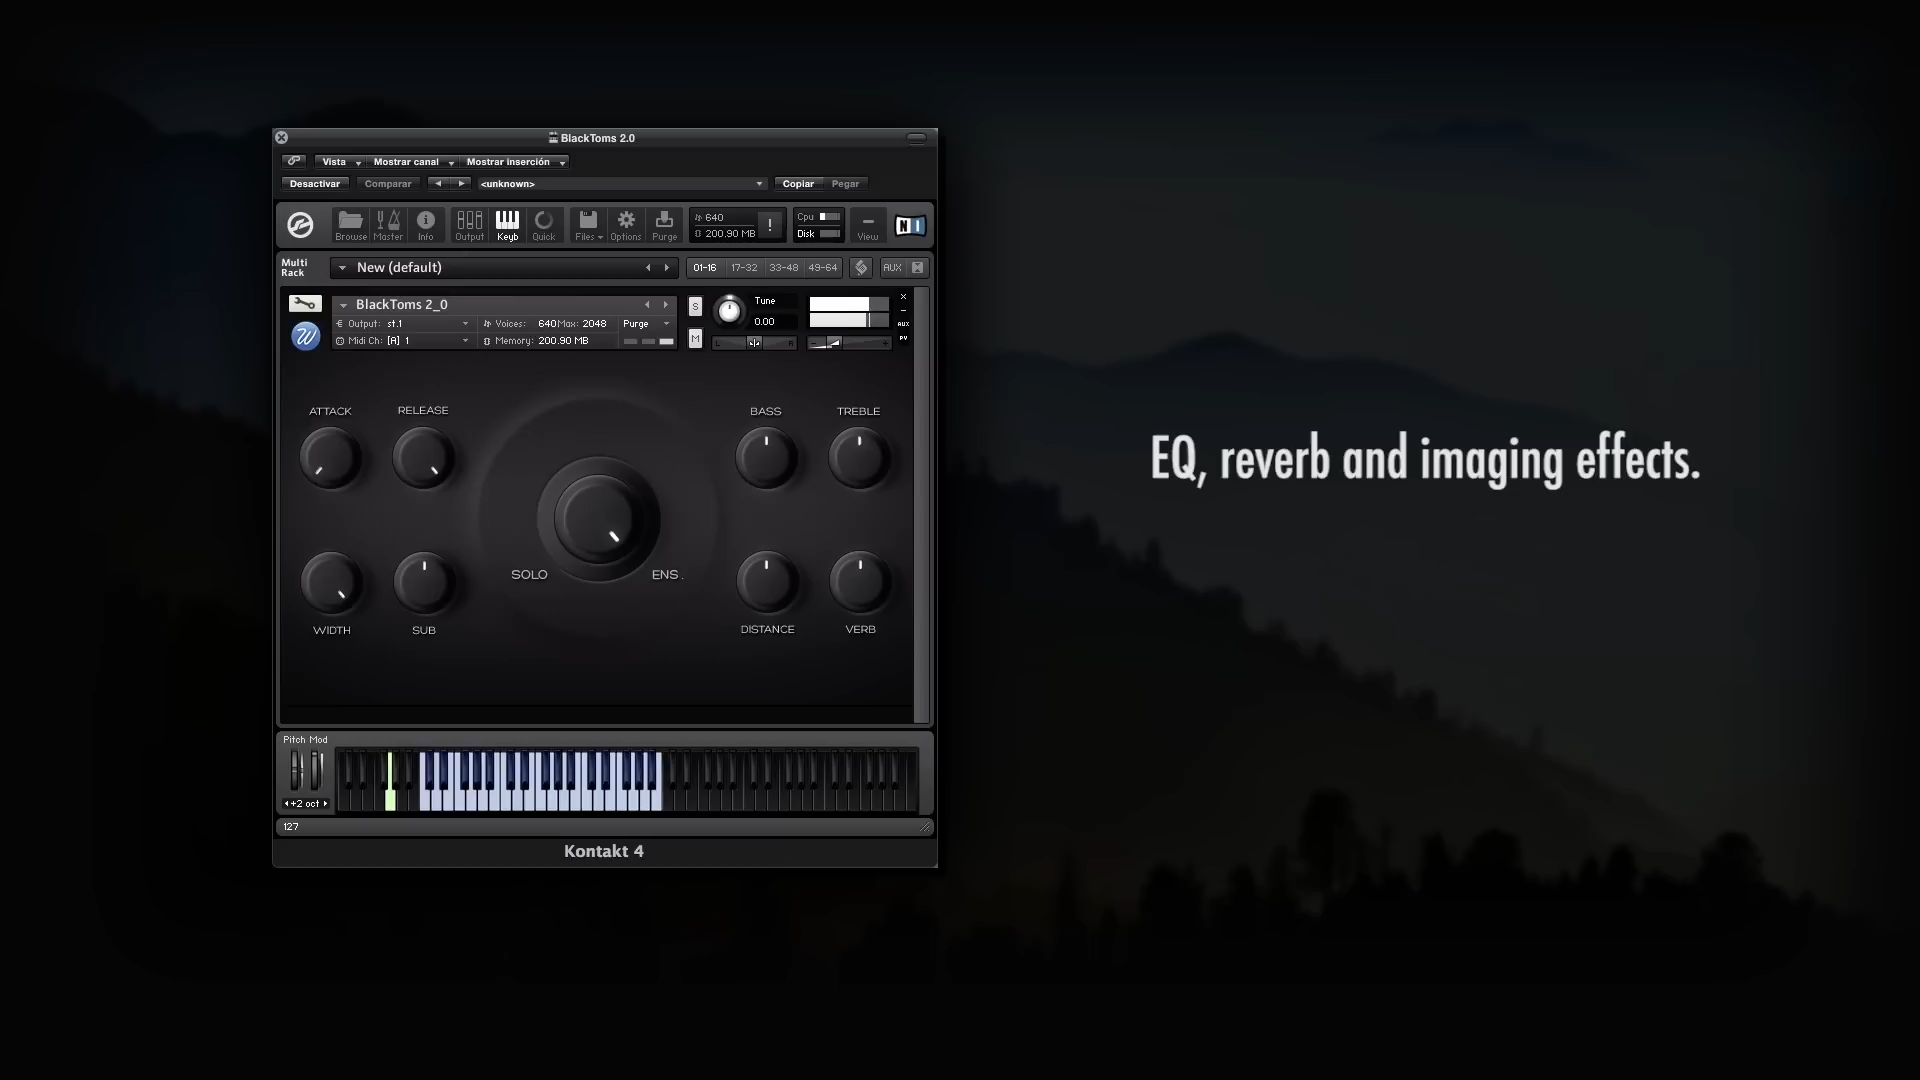 BlackToms 2.0
Vista Mostrar canal Mostrar inserción
Desactivar Comparar <unknown> Copiar Pegar
Browse Master Info Output Keyb Quick Files Options Purge
640
200.90 MB
!
Cpu
Disk
View
NI
Multi Rack
New (default)
01-16 17-32 33-48 49-64 AUX
BlackToms 2_0
Output: st.1 Voices: 640 Max: 2048 Purge
Midi Ch: [A] 1 Memory: 200.90 MB
S
M
Tune
0.00
L R
AUX
PV
W
ATTACK RELEASE BASS TREBLE
SOLO ENS.
WIDTH SUB DISTANCE VERB
EQ, reverb and imaging effects.
Pitch Mod
+2 oct
127
Kontakt 4